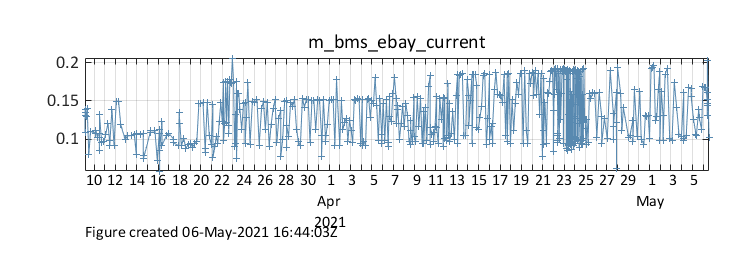 m_bms_ebay_current
0.2
0.15
0.1
10 12 14 16 18 20 22 24 26 28 30 1 3 5 7 9 11 13 15 17 19 21 23 25 27 29 1 3 5
Apr May
2021
Figure created 06-May-2021 16:44:03Z